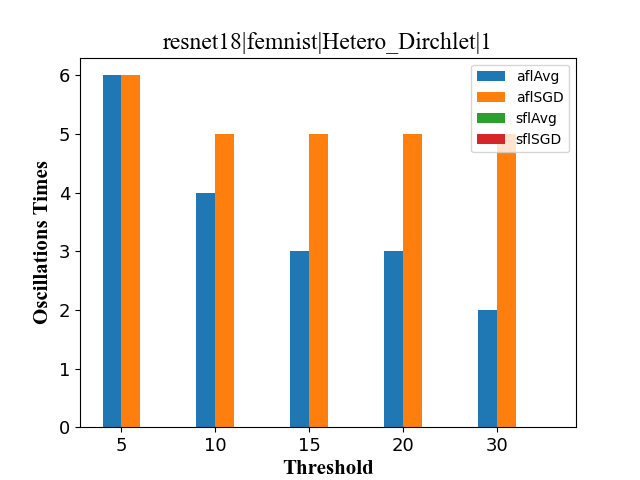 resnet18|femnist|Hetero_Dirchlet|1
aflAvg
aflSGD
sflAvg
sflSGD
Oscillations Times
6
5
4
3
2
1
0
5 10 15 20 30
Threshold